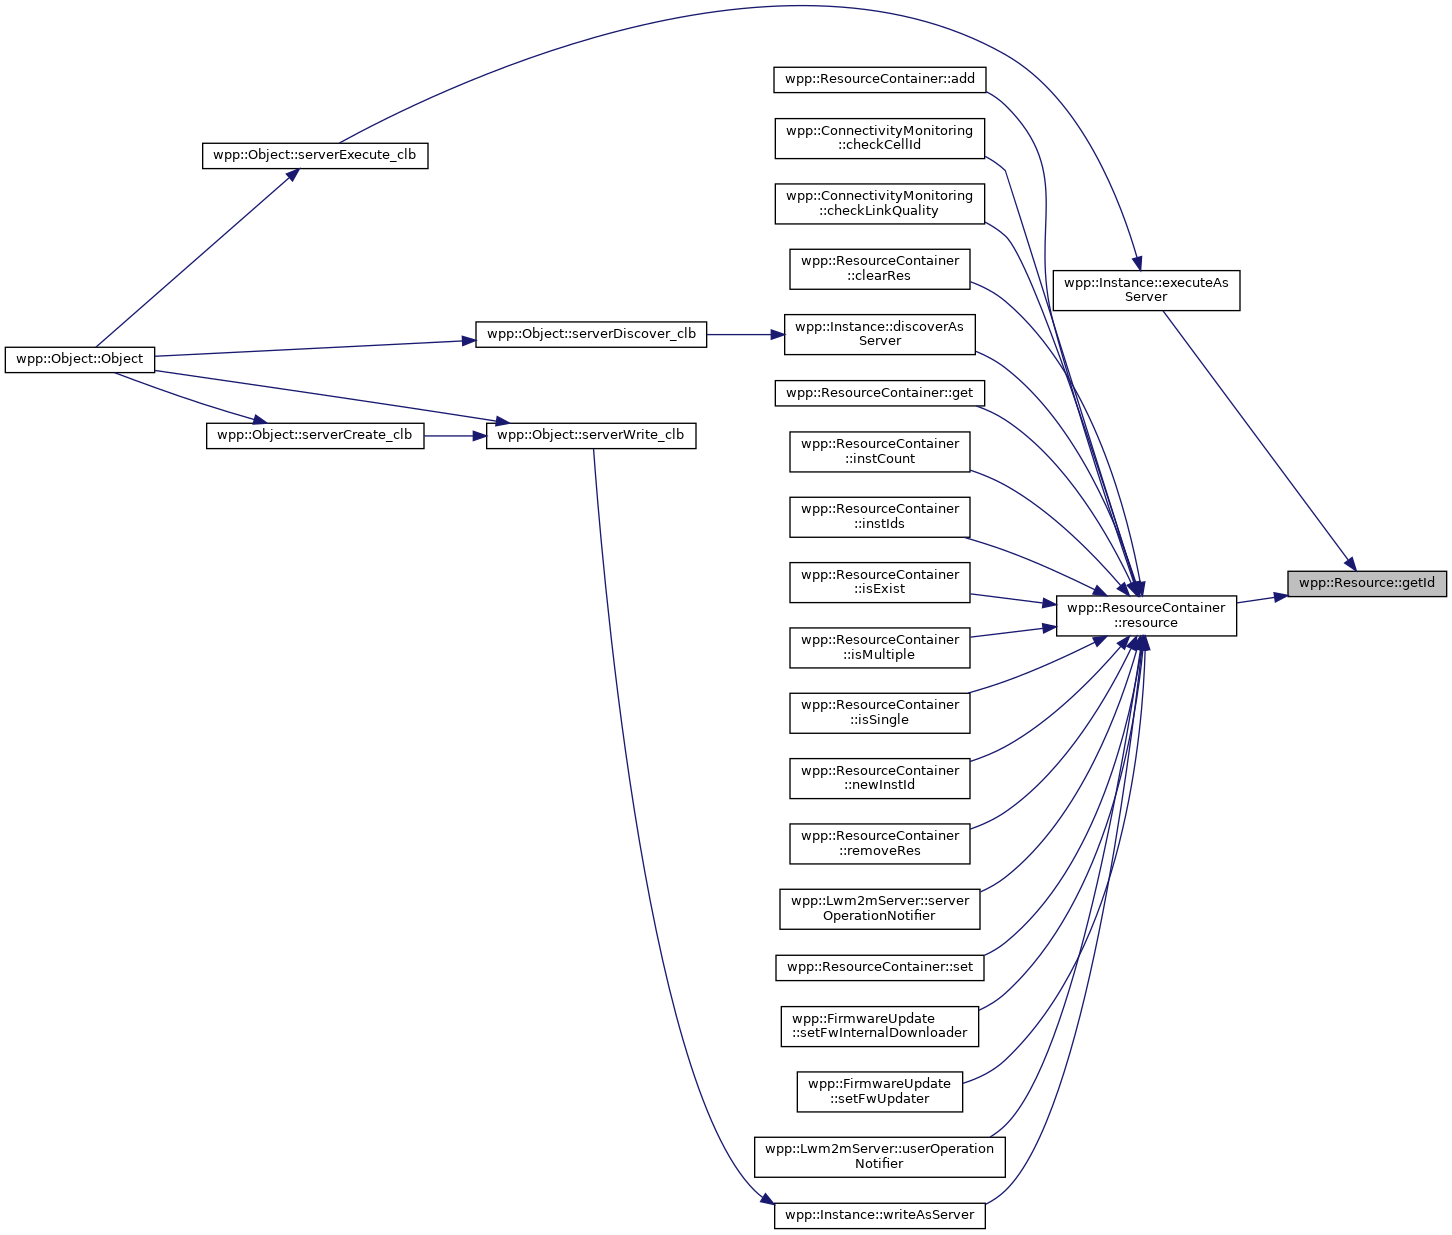 wpp::ResourceContainer::add
wpp::ConnectivityMonitoring
::checkCellId
wpp::Object::serverExecute_clb
wpp::ConnectivityMonitoring
::checkLinkQuality
wpp::ResourceContainer
::clearRes
wpp::Instance::executeAs
Server
wpp::Instance::discoverAs
Server
wpp::Object::serverDiscover_clb
wpp::Object::Object
wpp::ResourceContainer::get
wpp::Object::serverCreate_clb
wpp::Object::serverWrite_clb
wpp::ResourceContainer
::instCount
wpp::ResourceContainer
::instIds
wpp::ResourceContainer
::isExist
wpp::Resource::getId
wpp::ResourceContainer
::resource
wpp::ResourceContainer
::isMultiple
wpp::ResourceContainer
::isSingle
wpp::ResourceContainer
::newInstId
wpp::ResourceContainer
::removeRes
wpp::Lwm2mServer::server
OperationNotifier
wpp::ResourceContainer::set
wpp::FirmwareUpdate
::setFwInternalDownloader
wpp::FirmwareUpdate
::setFwUpdater
wpp::Lwm2mServer::userOperation
Notifier
wpp::Instance::writeAsServer